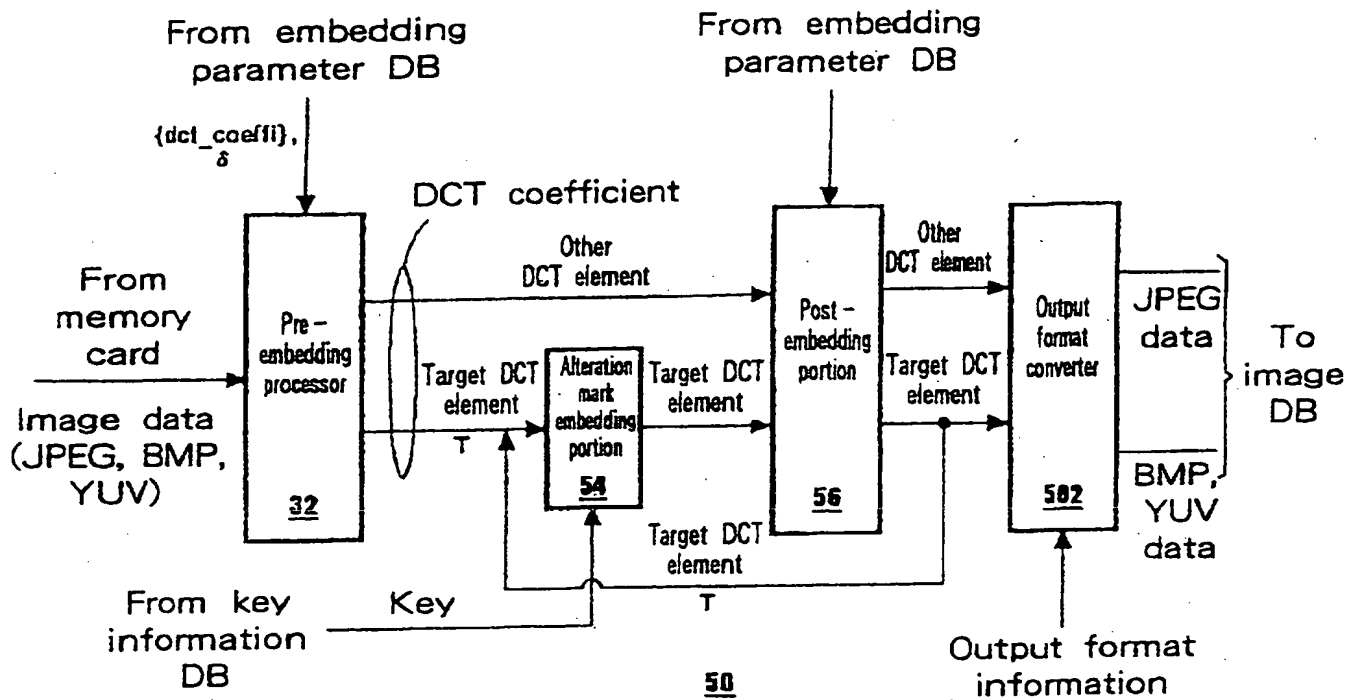 From embedding
parameter DB
From embedding
parameter DB
{dct_coeffi},
δ
DCT coefficient
Other
DCT element
Other
DCT element
From
memory
card
Image data
(JPEG, BMP,
YUV)
Pre-
embedding
processor
32
Target DCT
element
T
Alteration
mark
embedding
portion
54
Target DCT
element
Post-
embedding
portion
56
Target DCT
element
Output
format
converter
502
JPEG
data
BMP,
YUV
data
To
image
DB
Target DCT
element
T
From key
information
DB
Key
Output format
information
50